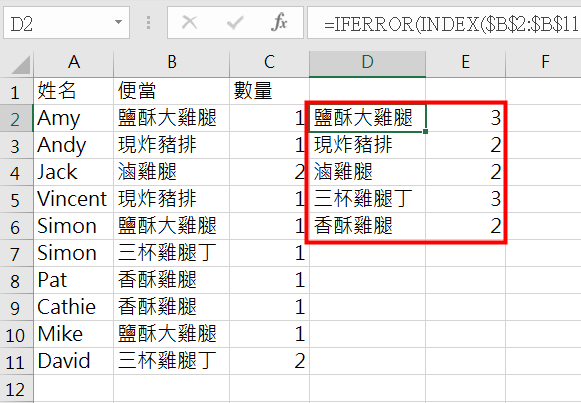 D2 fx =IFERROR(INDEX($B$2:$B$11
A B C D E F
1 姓名 便當 數量
2 Amy 鹽酥大雞腿 1 鹽酥大雞腿 3
3 Andy 現炸豬排 1 現炸豬排 2
4 Jack 滷雞腿 2 滷雞腿 2
5 Vincent 現炸豬排 1 三杯雞腿丁 3
6 Simon 鹽酥大雞腿 1 香酥雞腿 2
7 Simon 三杯雞腿丁 1
8 Pat 香酥雞腿 1
9 Cathie 香酥雞腿 1
10 Mike 鹽酥大雞腿 1
11 David 三杯雞腿丁 2
12